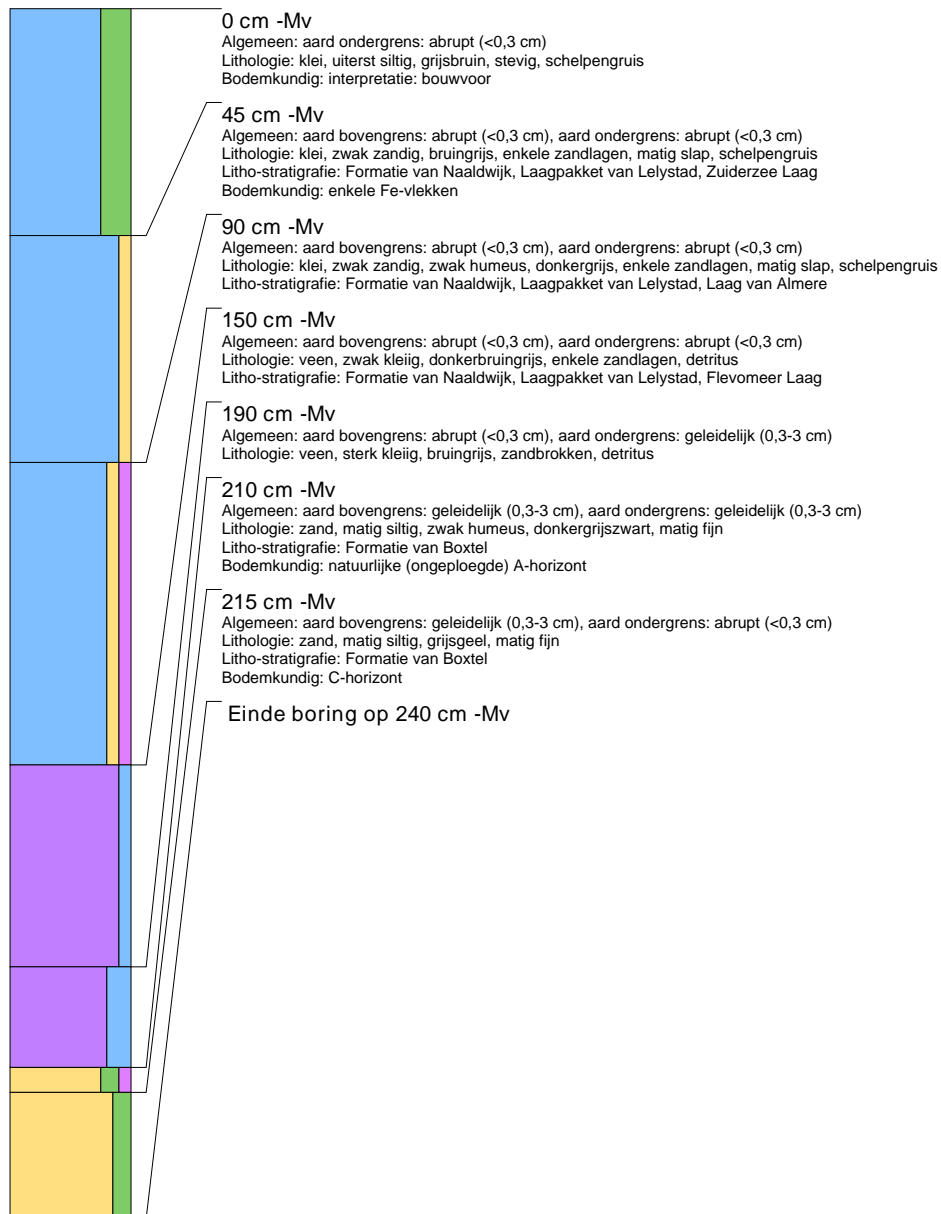 0 cm -Mv
Algemeen: aard ondergrens: abrupt (<0,3 cm)
Lithologie: klei, uiterst siltig, grijsbruin, stevig, schelpengruis
Bodemkundig: interpretatie: bouwvoor
45 cm -Mv
Algemeen: aard bovengrens: abrupt (<0,3 cm), aard ondergrens: abrupt (<0,3 cm)
Lithologie: klei, zwak zandig, bruingrijs, enkele zandlagen, matig slap, schelpengruis
Litho-stratigrafie: Formatie van Naaldwijk, Laagpakket van Lelystad, Zuiderzee Laag
Bodemkundig: enkele Fe-vlekken
90 cm -Mv
Algemeen: aard bovengrens: abrupt (<0,3 cm), aard ondergrens: abrupt (<0,3 cm)
Lithologie: klei, zwak zandig, zwak humeus, donkergrijs, enkele zandlagen, matig slap, schelpengruis
Litho-stratigrafie: Formatie van Naaldwijk, Laagpakket van Lelystad, Laag van Almere
150 cm -Mv
Algemeen: aard bovengrens: abrupt (<0,3 cm), aard ondergrens: abrupt (<0,3 cm)
Lithologie: veen, zwak kleiig, donkerbruingrijs, enkele zandlagen, detritus
Litho-stratigrafie: Formatie van Naaldwijk, Laagpakket van Lelystad, Flevomeer Laag
190 cm -Mv
Algemeen: aard bovengrens: abrupt (<0,3 cm), aard ondergrens: geleidelijk (0,3-3 cm)
Lithologie: veen, sterk kleiig, bruingrijs, zandbrokken, detritus
210 cm -Mv
Algemeen: aard bovengrens: geleidelijk (0,3-3 cm), aard ondergrens: geleidelijk (0,3-3 cm)
Lithologie: zand, matig siltig, zwak humeus, donkergrijszwart, matig fijn
Litho-stratigrafie: Formatie van Boxtel
Bodemkundig: natuurlijke (ongeploegde) A-horizont
215 cm -Mv
Algemeen: aard bovengrens: geleidelijk (0,3-3 cm), aard ondergrens: abrupt (<0,3 cm)
Lithologie: zand, matig siltig, grijsgeel, matig fijn
Litho-stratigrafie: Formatie van Boxtel
Bodemkundig: C-horizont
Einde boring op 240 cm -Mv